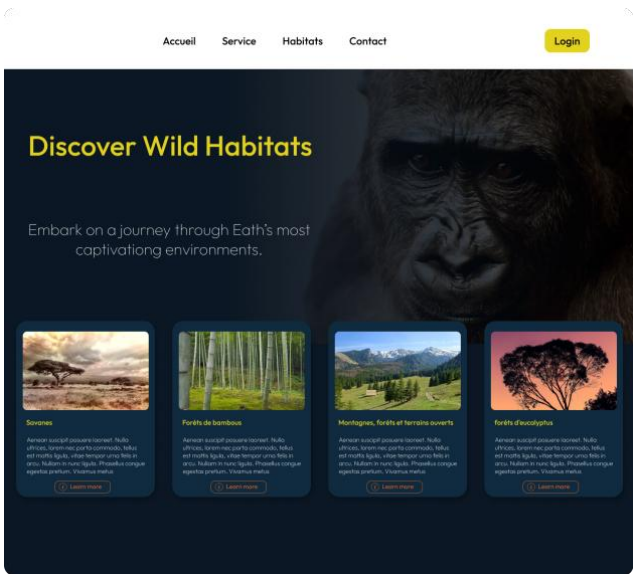 Accueil Service Habitats Contact Login
Discover Wild Habitats
Embark on a journey through Eath's most
captivationg environments.
Savanes
Aenean suscipit posuere laoreet. Nulla
ultrices, lorem nec porta commodo, tellus
est mattis ligula, vitae tempor urna felis in
arcu. Nullam in nunc ligula. Phasellus congue
egestas pretium. Vivamus metus
Learn more
Forêts de bambous
Aenean suscipit posuere laoreet. Nulla
ultrices, lorem nec porta commodo, tellus
est mattis ligula, vitae tempor urna felis in
arcu. Nullam in nunc ligula. Phasellus congue
egestas pretium. Vivamus metus
Learn more
Montagnes, forêts et terrains ouverts
Aenean suscipit posuere laoreet. Nulla
ultrices, lorem nec porta commodo, tellus
est mattis ligula, vitae tempor urna felis in
arcu. Nullam in nunc ligula. Phasellus congue
egestas pretium. Vivamus metus
Learn more
forêts d'eucalyptus
Aenean suscipit posuere laoreet. Nulla
ultrices, lorem nec porta commodo, tellus
est mattis ligula, vitae tempor urna felis in
arcu. Nullam in nunc ligula. Phasellus congue
egestas pretium. Vivamus metus
Learn more